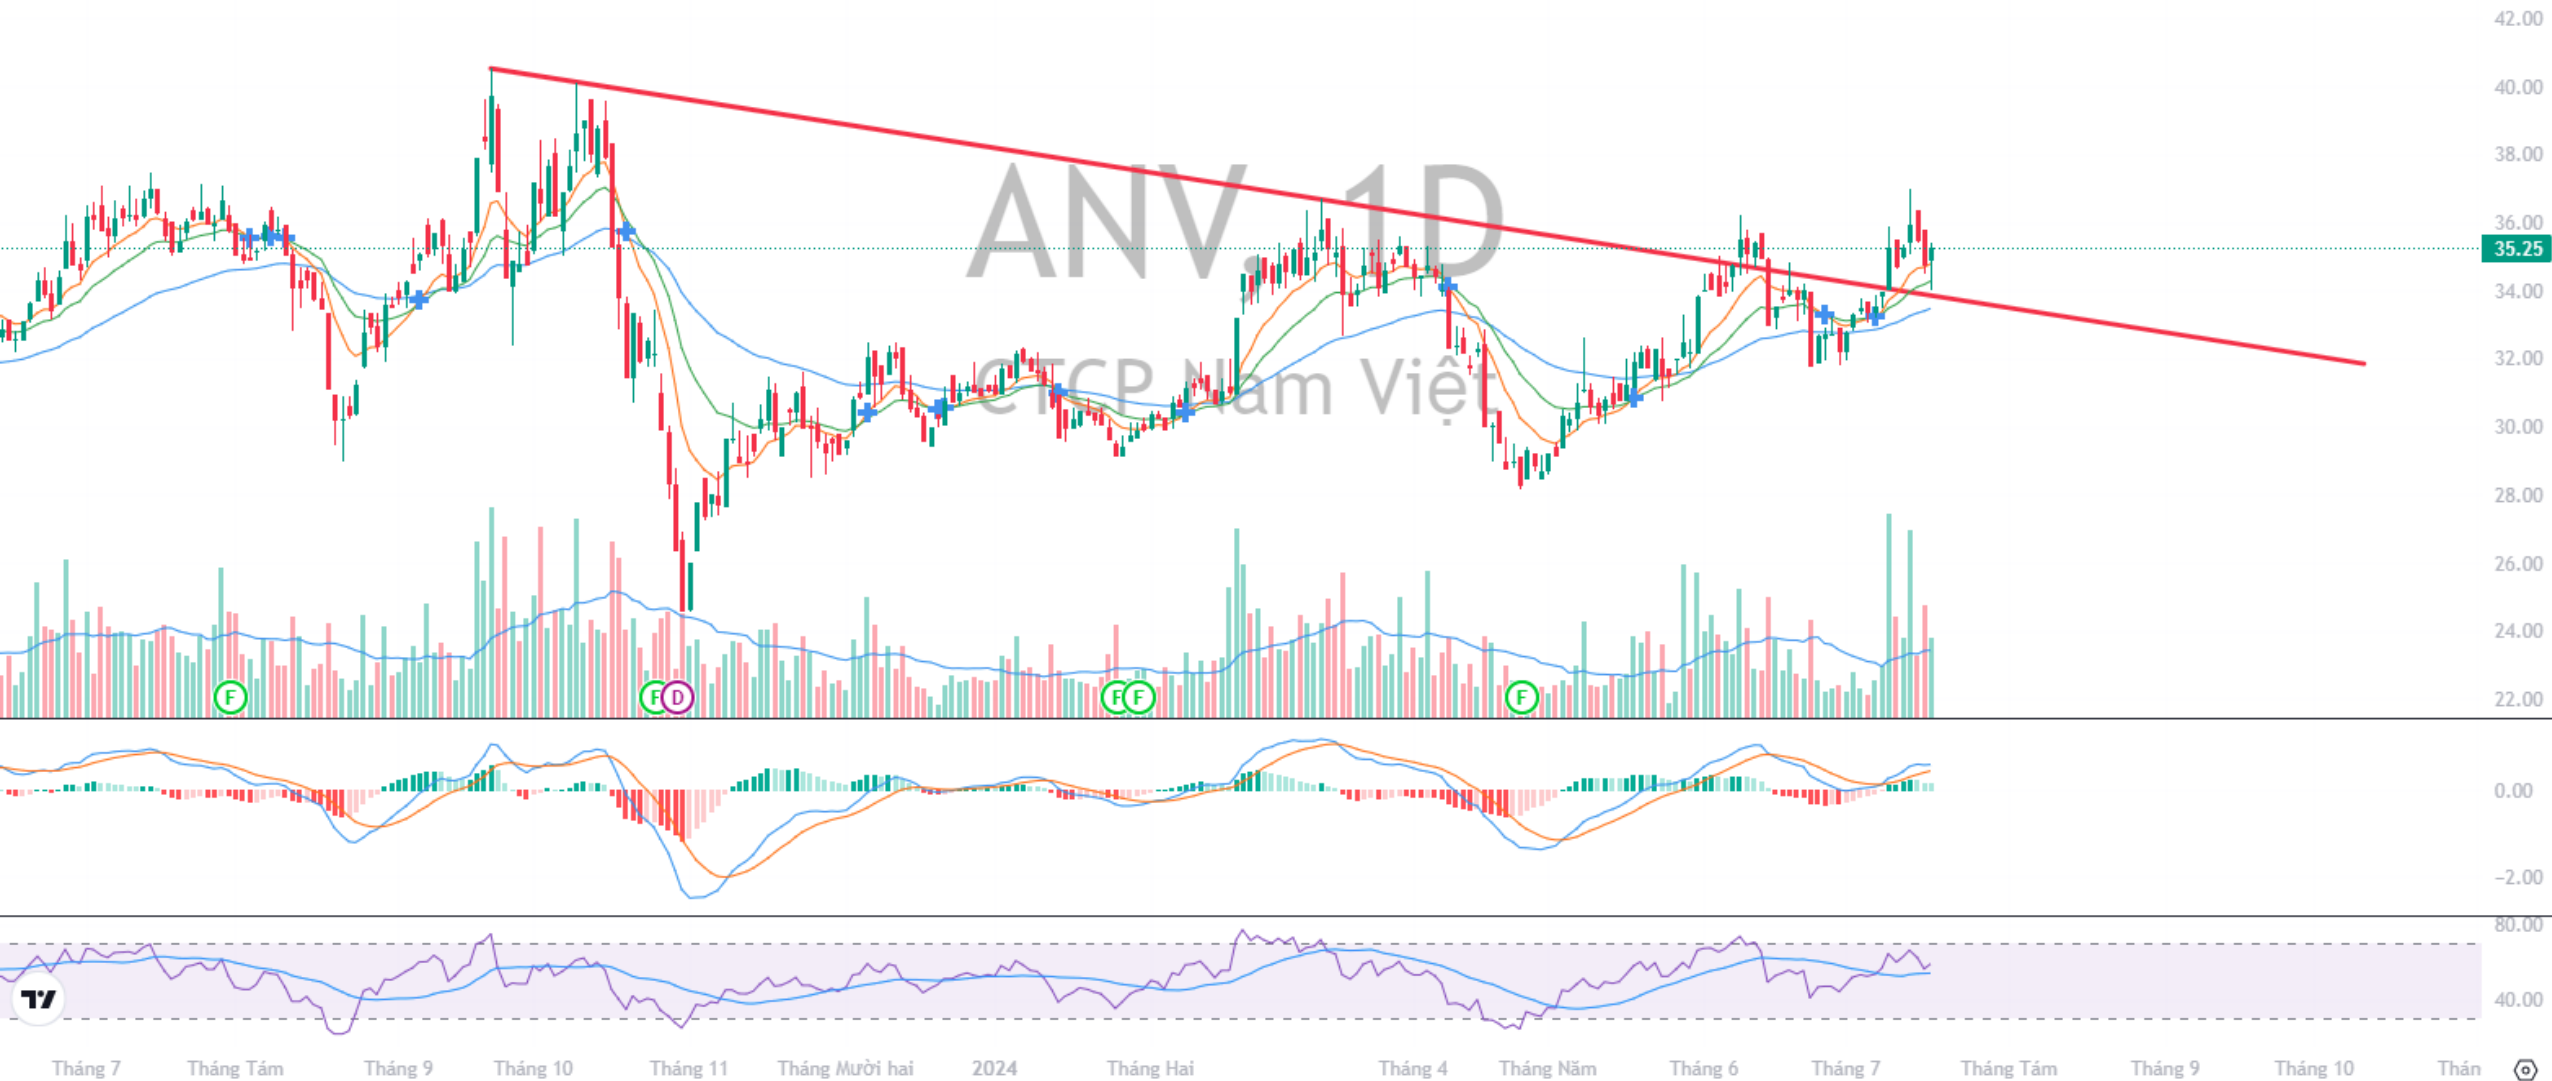 42.00
40.00
38.00
36.00
35.25
34.00
32.00
30.00
28.00
26.00
24.00
22.00
ANV, 1D
CTCP Nam Việt
F
F D
F F
F
0.00
−2.00
80.00
40.00
Tháng 7 Tháng Tám Tháng 9 Tháng 10 Tháng 11 Tháng Mười hai 2024 Tháng Hai Tháng 4 Tháng Năm Tháng 6 Tháng 7 Tháng Tám Tháng 9 Tháng 10 Thán